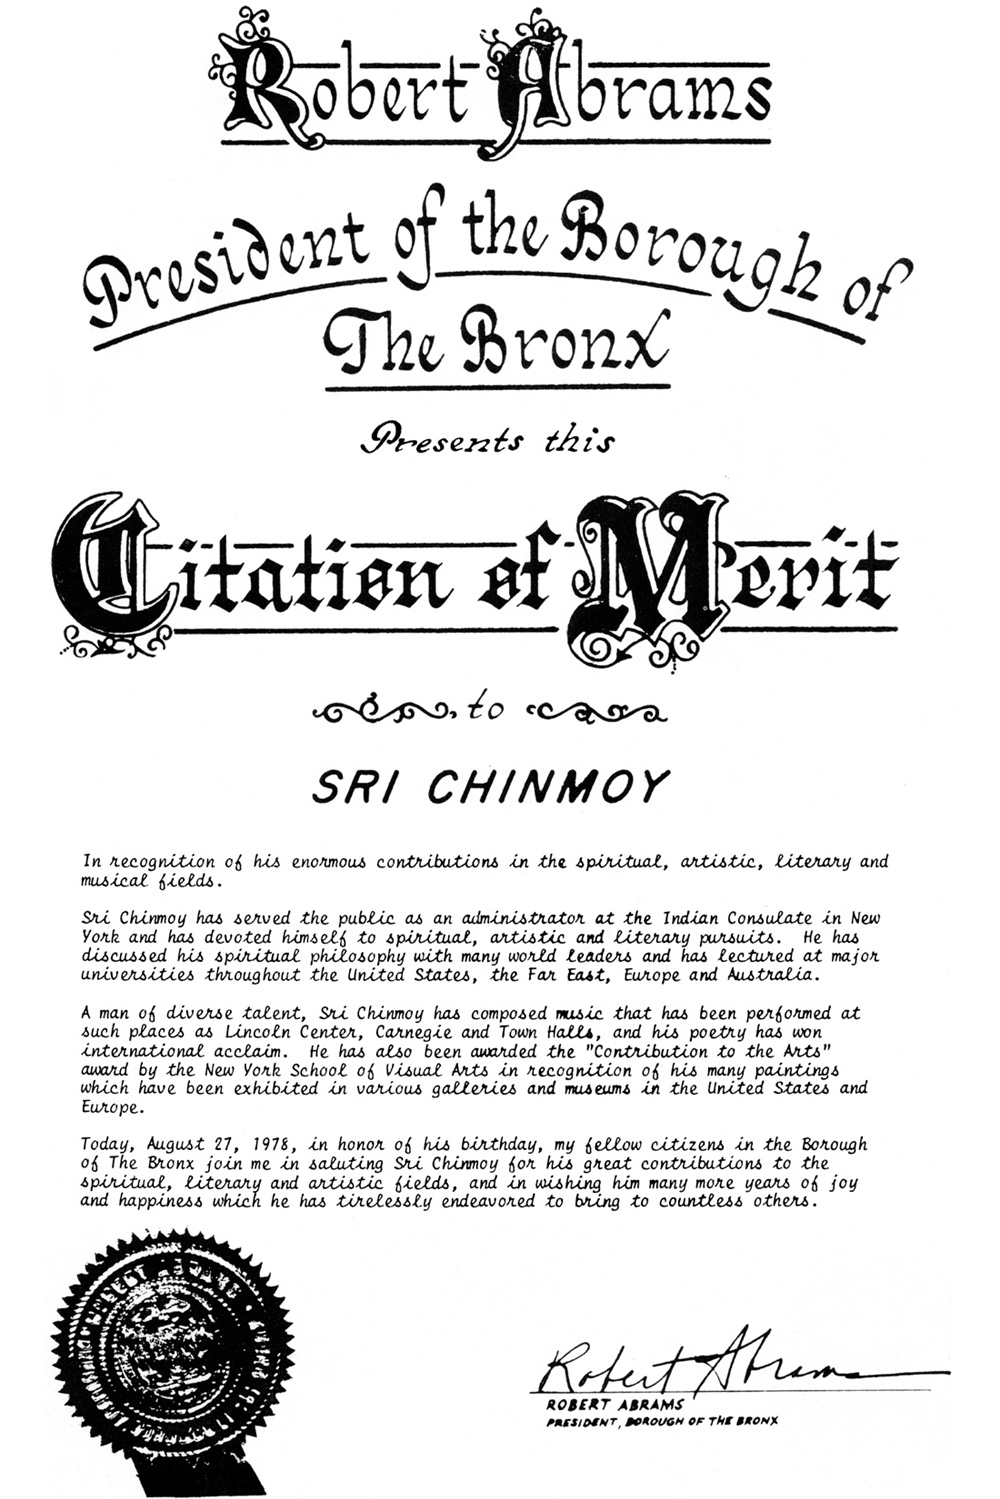 Robert Abrams
President of the Borough of
The Bronx
Presents this
Citation of Merit
to
SRI CHINMOY
In recognition of his enormous contributions in the spiritual, artistic, literary and
musical fields.
Sri Chinmoy has served the public as an administrator at the Indian Consulate in New
York and has devoted himself to spiritual, artistic and literary pursuits. He has
discussed his spiritual philosophy with many world leaders and has lectured at major
universities throughout the United States, the Far East, Europe and Australia.
A man of diverse talent, Sri Chinmoy has composed music that has been performed at
such places as Lincoln Center, Carnegie and Town Halls, and his poetry has won
international acclaim. He has also been awarded the "Contribution to the Arts"
award by the New York School of Visual Arts in recognition of his many paintings
which have been exhibited in various galleries and museums in the United States and
Europe.
Today, August 27, 1978, in honor of his birthday, my fellow citizens in the Borough
of The Bronx join me in saluting Sri Chinmoy for his great contributions to the
spiritual, literary and artistic fields, and in wishing him many more years of joy
and happiness which he has tirelessly endeavored to bring to countless others.
Robert Abrams
ROBERT ABRAMS
PRESIDENT, BOROUGH OF THE BRONX